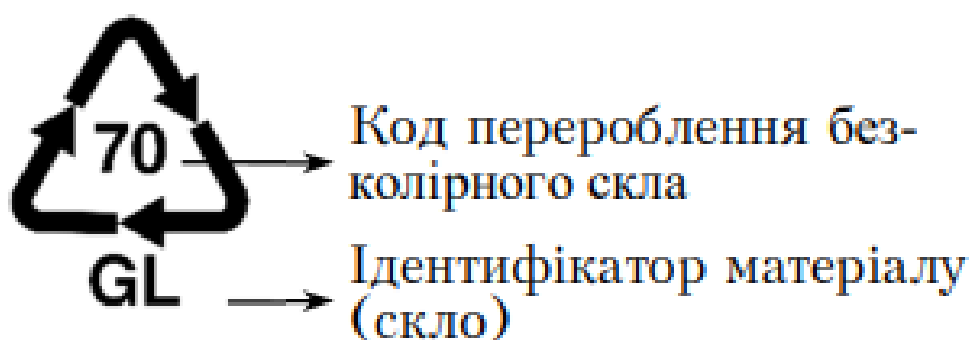 70
Код перероблення без-
колірного скла
GL
Ідентифікатор матеріалу
(скло)